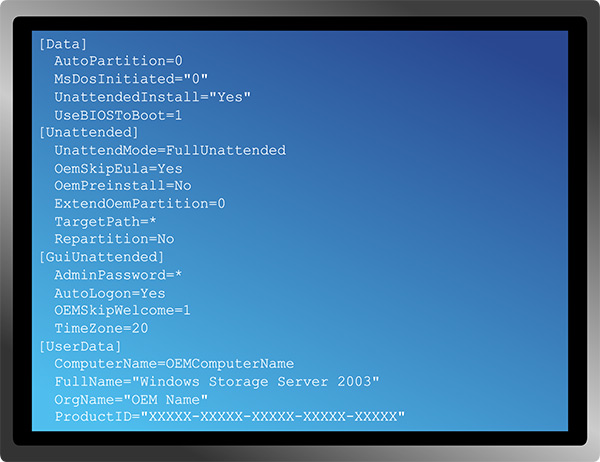 [Data]
AutoPartition=0
MsDosInitiated="0"
UnattendedInstall="Yes"
UseBIOSToBoot=1
[Unattended]
UnattendMode=FullUnattended
OemSkipEula=Yes
OemPreinstall=No
ExtendOemPartition=0
TargetPath=*
Repartition=No
[GuiUnattended]
AdminPassword=*
AutoLogon=Yes
OEMSkipWelcome=1
TimeZone=20
[UserData]
ComputerName=OEMComputerName
FullName="Windows Storage Server 2003"
OrgName="OEM Name"
ProductID="XXXXX-XXXXX-XXXXX-XXXXX-XXXXX"